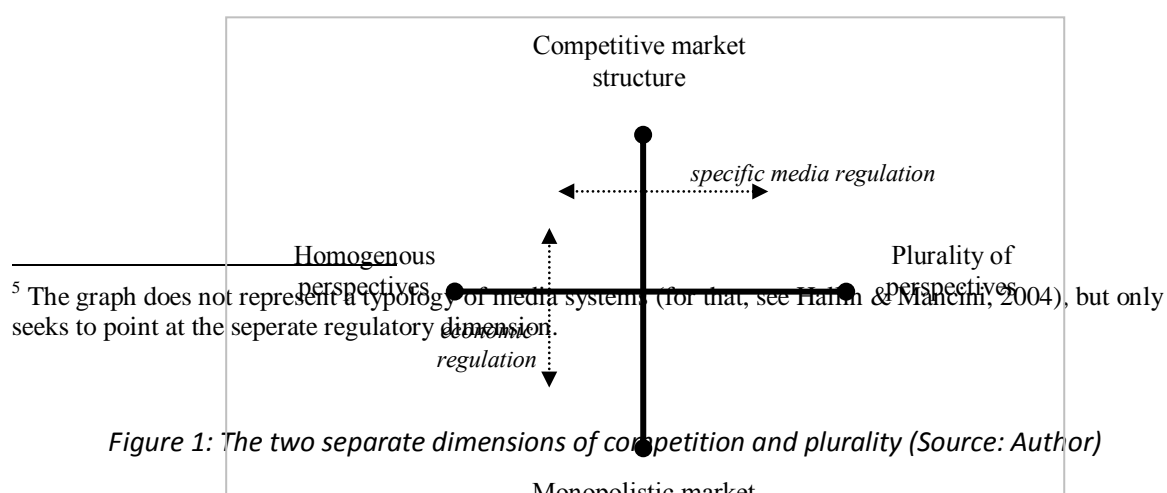 Competitive market
structure
specific media regulation
Homogenous
perspectives
Plurality of
perspectives
economic
regulation
⁵ The graph does not represent a typology of media systems (for that, see Hallin & Mancini, 2004), but only
seeks to point at the seperate regulatory dimension.
Figure 1: The two separate dimensions of competition and plurality (Source: Author)
Monopolistic market